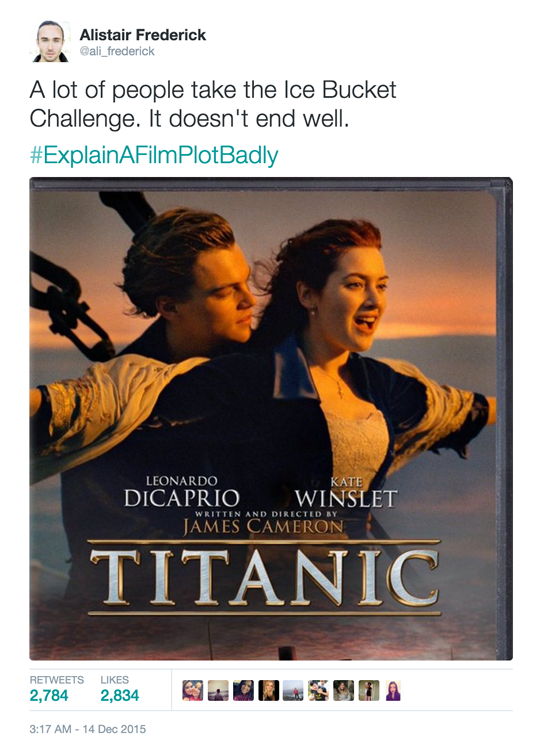 Alistair Frederick
@ali_frederick
A lot of people take the Ice Bucket
Challenge. It doesn't end well.
#ExplainAFilmPlotBadly
LEONARDO
DICAPRIO
KATE
WINSLET
WRITTEN AND DIRECTED BY
JAMES CAMERON
TITANIC
RETWEETS
2,784
LIKES
2,834
3:17 AM - 14 Dec 2015